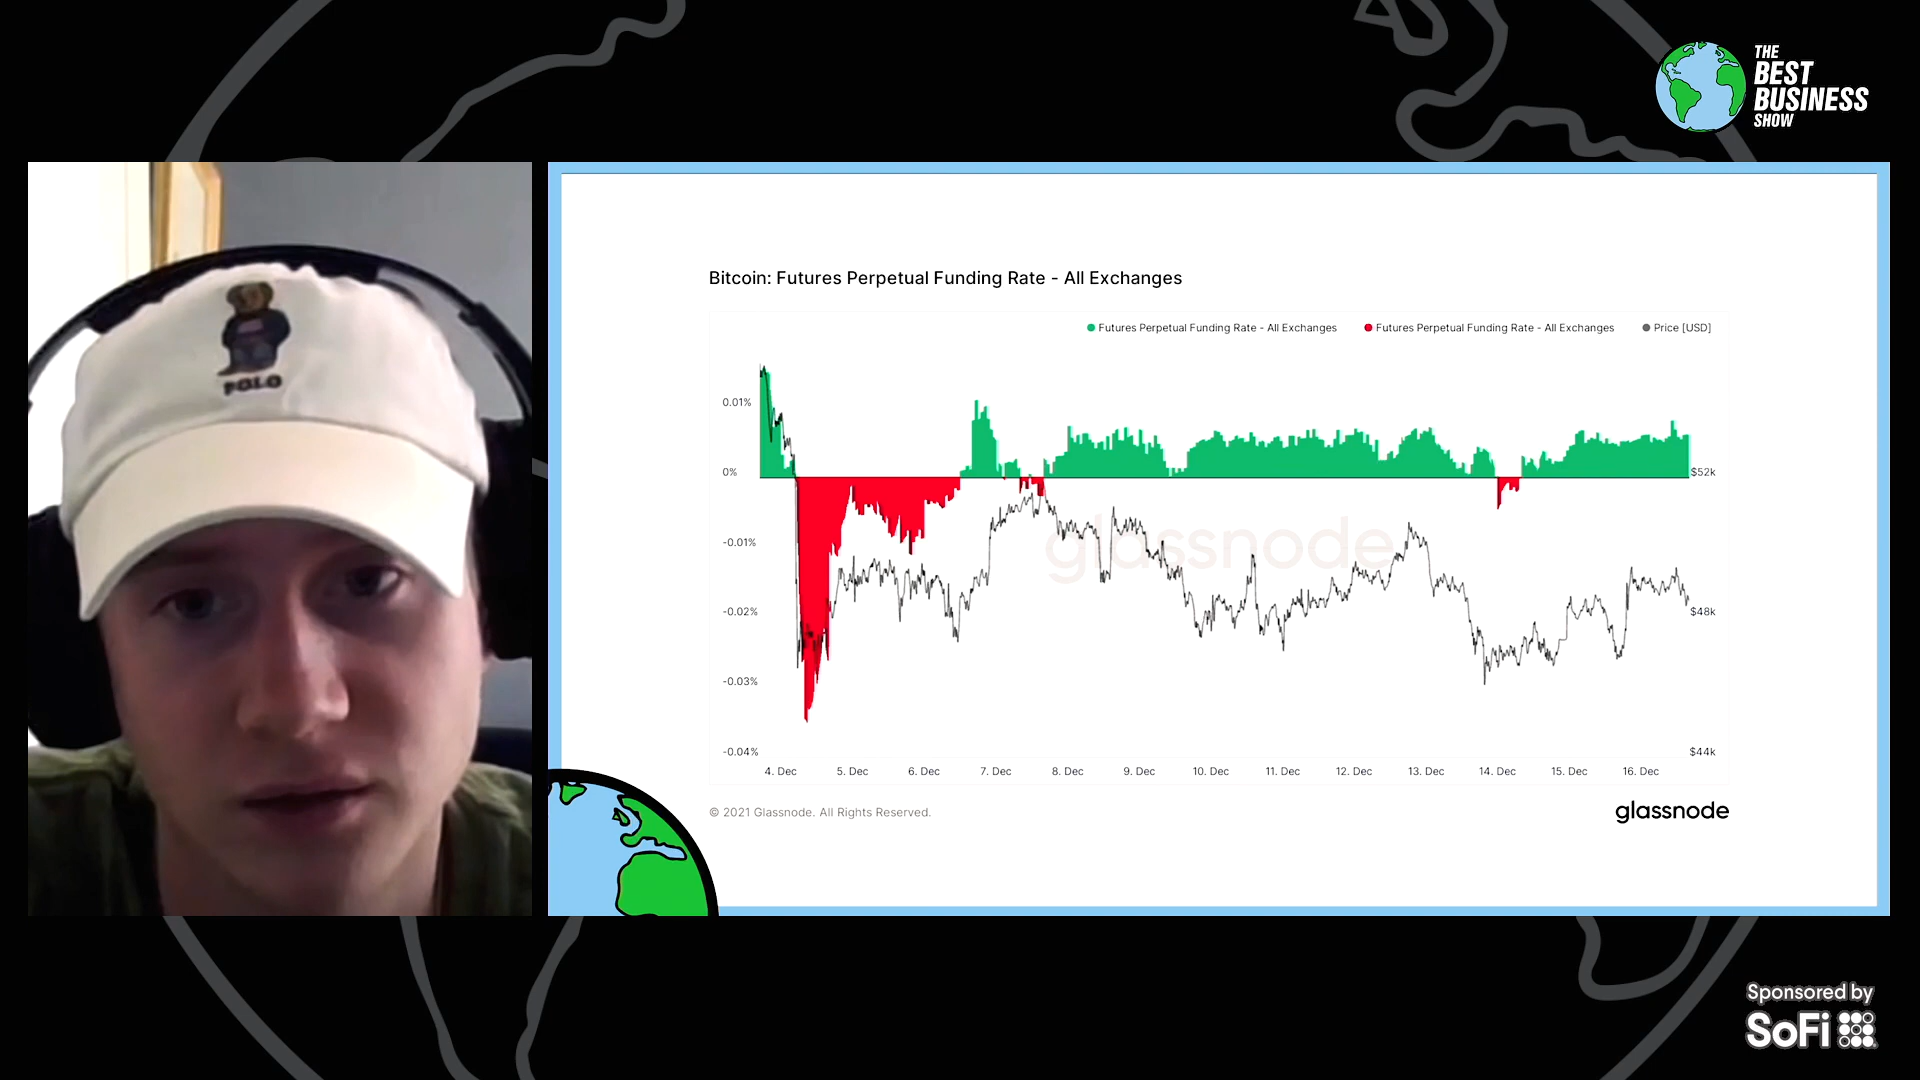 THE
BEST
BUSINESS
SHOW
POLO
Bitcoin: Futures Perpetual Funding Rate - All Exchanges
Futures Perpetual Funding Rate - All Exchanges Futures Perpetual Funding Rate - All Exchanges Price [USD]
0.01%
0% $52k
-0.01%
glassnode
-0.02% $48k
-0.03%
-0.04% $44k
4. Dec 5. Dec 6. Dec 7. Dec 8. Dec 9. Dec 10. Dec 11. Dec 12. Dec 13. Dec 14. Dec 15. Dec 16. Dec
© 2021 Glassnode. All Rights Reserved. glassnode
Sponsored by
SoFi